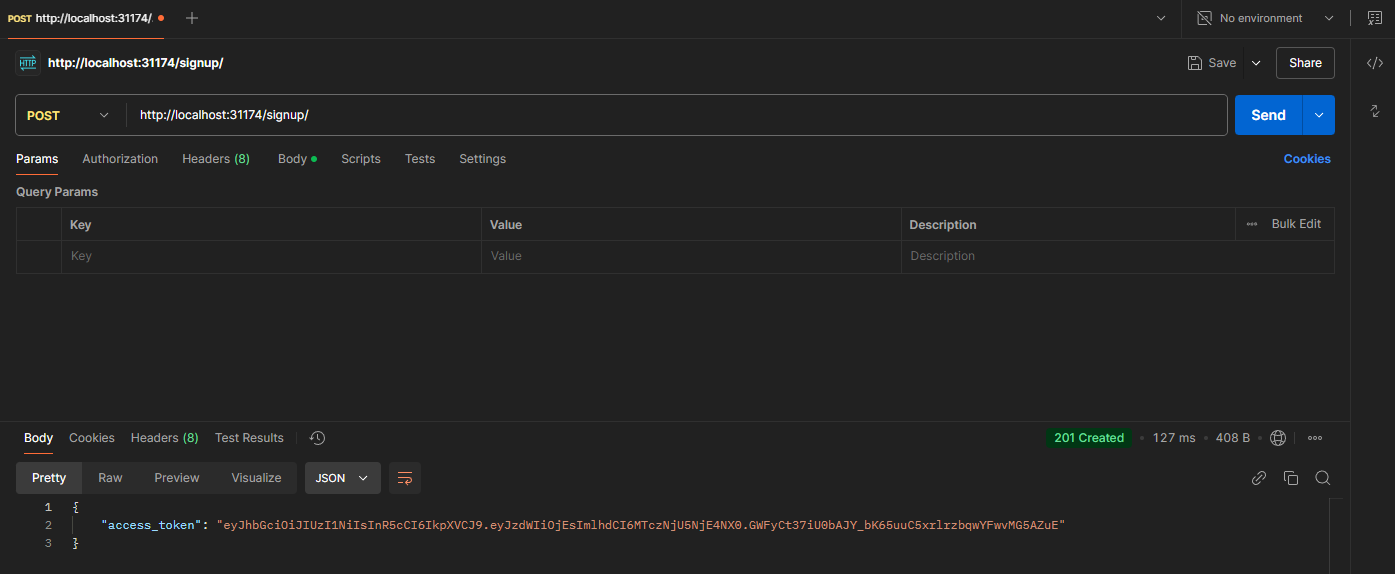 POST http://localhost:31174/.
No environment
HTTP http://localhost:31174/signup/
Save
Share
POST
http://localhost:31174/signup/
Send
Params Authorization Headers (8) Body Scripts Tests Settings Cookies
Query Params
Key Value Description Bulk Edit
Key Value Description
Body Cookies Headers (8) Test Results 201 Created 127 ms 408 B
Pretty Raw Preview Visualize JSON
1 {
2 "access_token": "eyJhbGciOiJIUzI1NiIsInR5cCI6IkpXVCJ9.eyJzdWIiOjEsImlhdCI6MTczNjU5NjE4NX0.GWFyCt37iU0bAJY_bK65uuC5xrlrzbqwYFwvMG5AZuE"
3 }